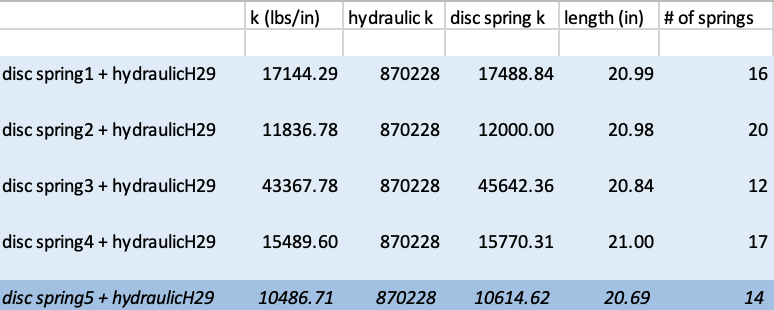 k (lbs/in) hydraulic k disc spring k length (in) # of springs
disc spring1 + hydraulicH29 17144.29 870228 17488.84 20.99 16
disc spring2 + hydraulicH29 11836.78 870228 12000.00 20.98 20
disc spring3 + hydraulicH29 43367.78 870228 45642.36 20.84 12
disc spring4 + hydraulicH29 15489.60 870228 15770.31 21.00 17
disc spring5 + hydraulicH29 10486.71 870228 10614.62 20.69 14